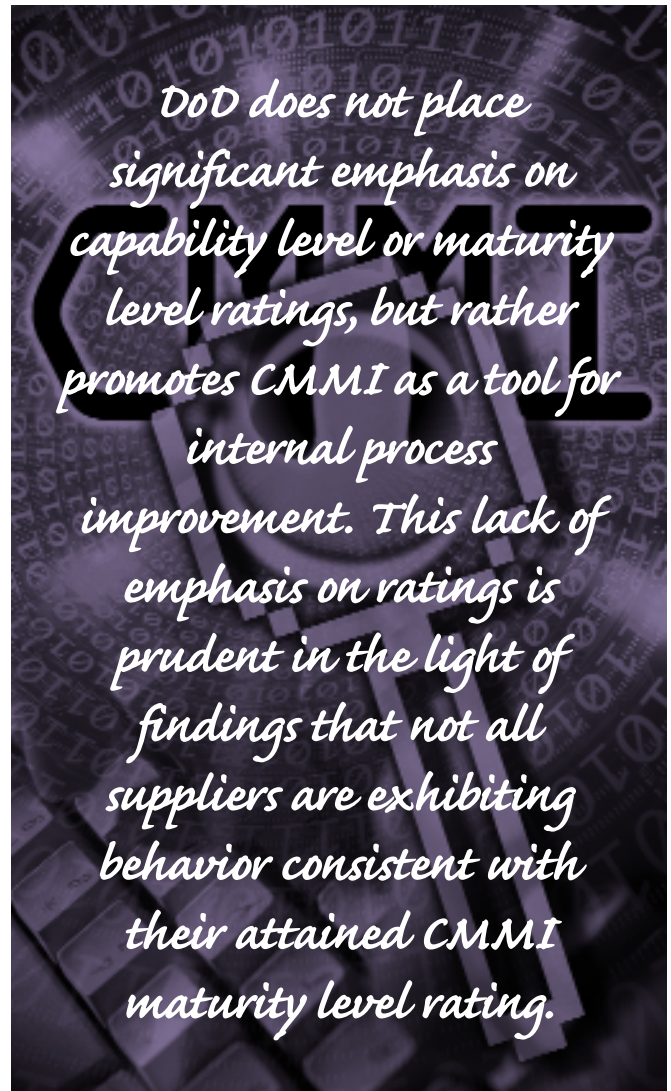 DoD does not place
significant emphasis on
capability level or maturity
level ratings, but rather
promotes CMMI as a tool for
internal process
improvement. This lack of
emphasis on ratings is
prudent in the light of
findings that not all
suppliers are exhibiting
behavior consistent with
their attained CMMI
maturity level rating.
CMMI